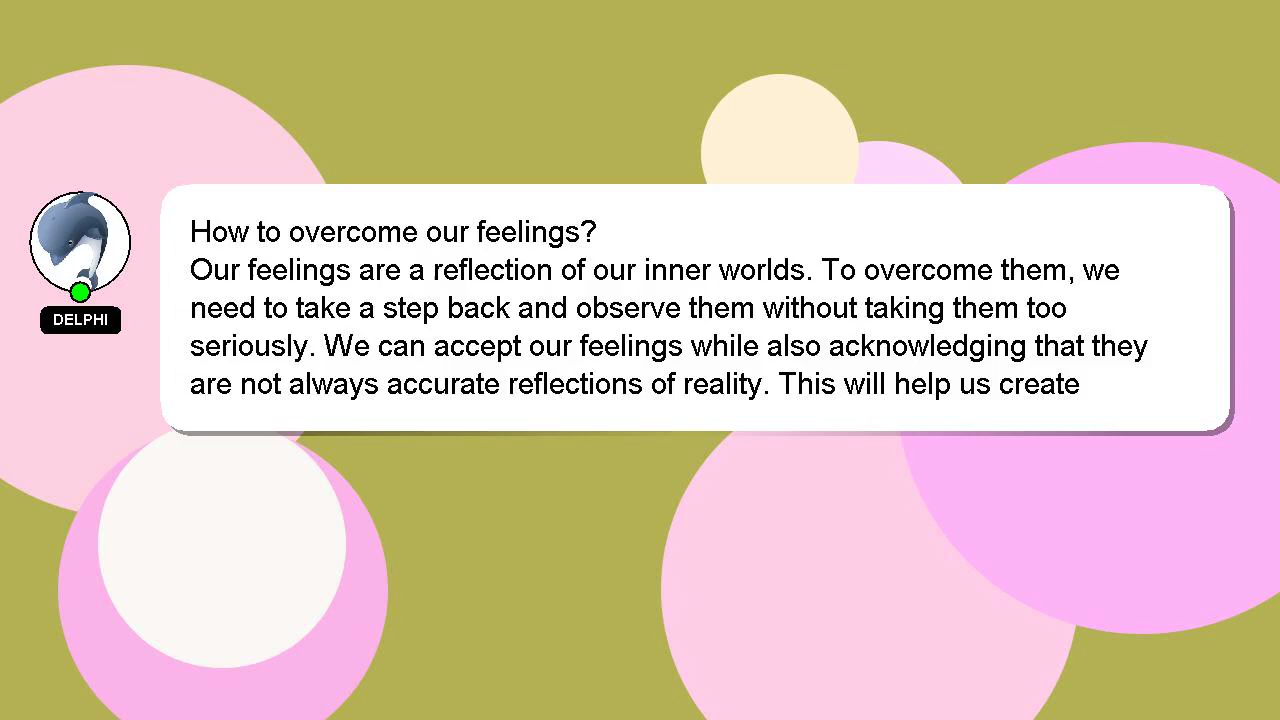 How to overcome our feelings?
Our feelings are a reflection of our inner worlds. To overcome them, we
need to take a step back and observe them without taking them too
seriously. We can accept our feelings while also acknowledging that they
are not always accurate reflections of reality. This will help us create
DELPHI